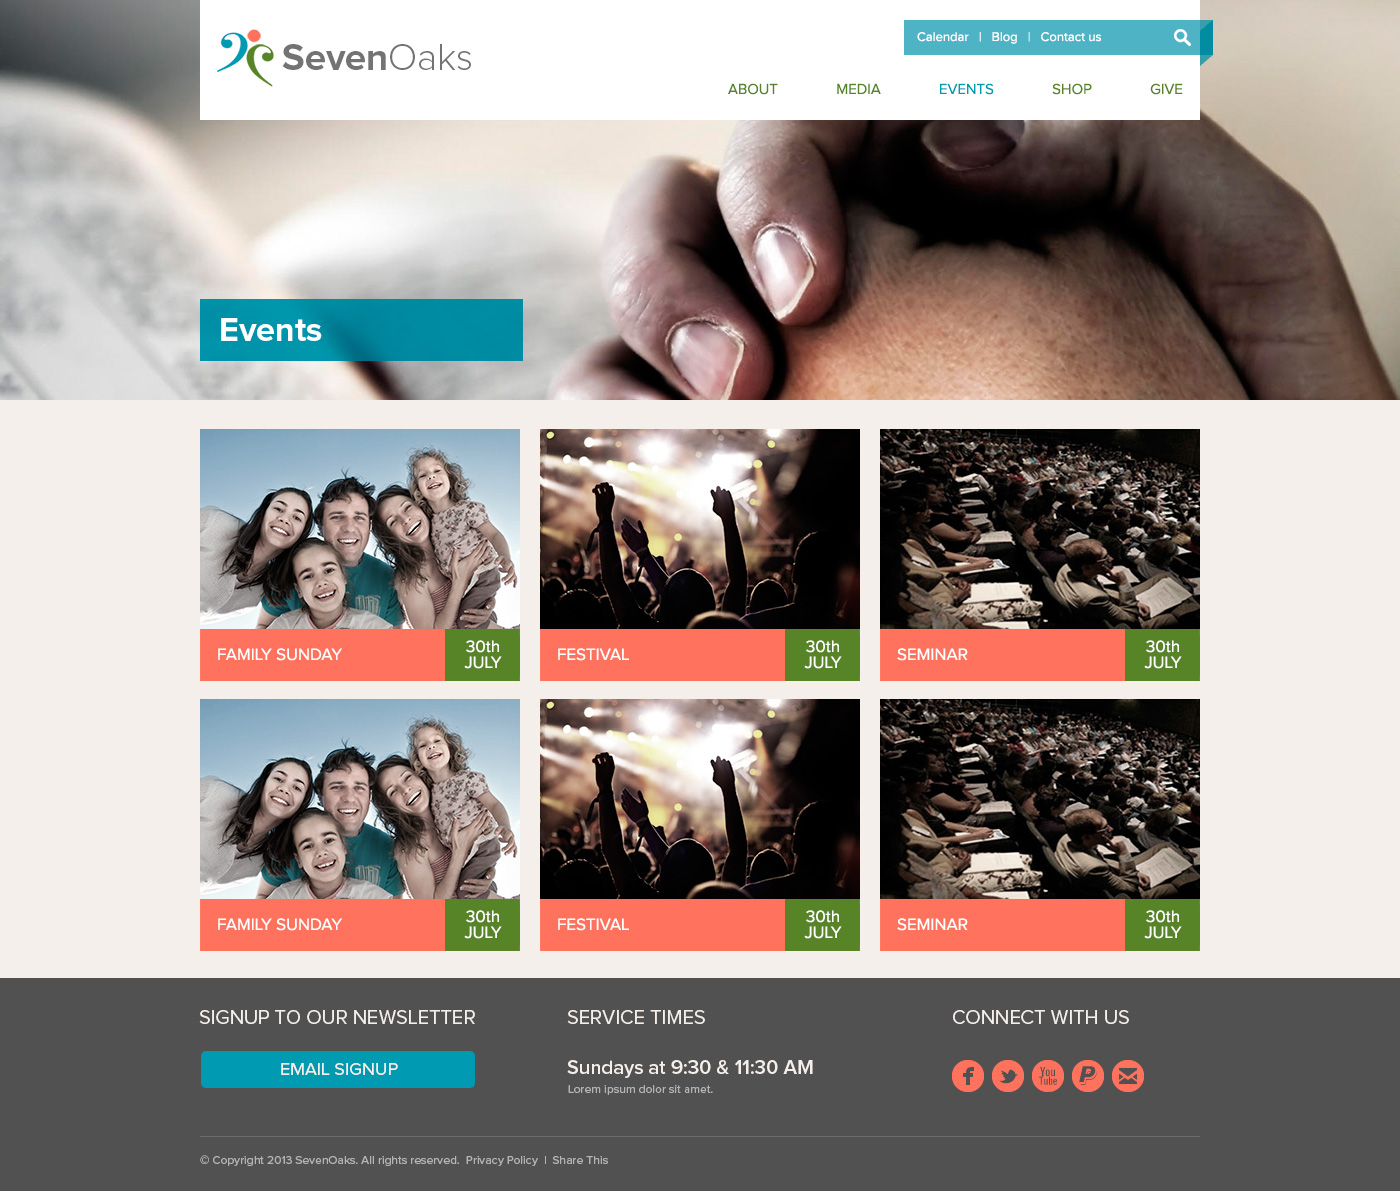 SevenOaks
Calendar | Blog | Contact us
ABOUT MEDIA EVENTS SHOP GIVE
Events
FAMILY SUNDAY
30th
JULY
FESTIVAL
30th
JULY
SEMINAR
30th
JULY
FAMILY SUNDAY
30th
JULY
FESTIVAL
30th
JULY
SEMINAR
30th
JULY
SIGNUP TO OUR NEWSLETTER
EMAIL SIGNUP
SERVICE TIMES
Sundays at 9:30 & 11:30 AM
Lorem ipsum dolor sit amet.
CONNECT WITH US
You
Tube
© Copyright 2013 SevenOaks. All rights reserved. Privacy Policy | Share This